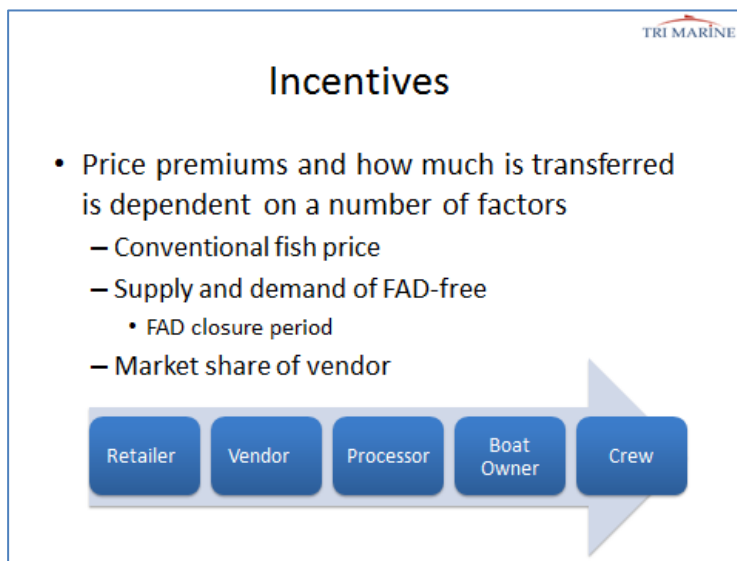 TRI MARINE
Incentives
• Price premiums and how much is transferred
is dependent on a number of factors
– Conventional fish price
– Supply and demand of FAD-free
• FAD closure period
– Market share of vendor
Retailer
Vendor
Processor
Boat
Owner
Crew